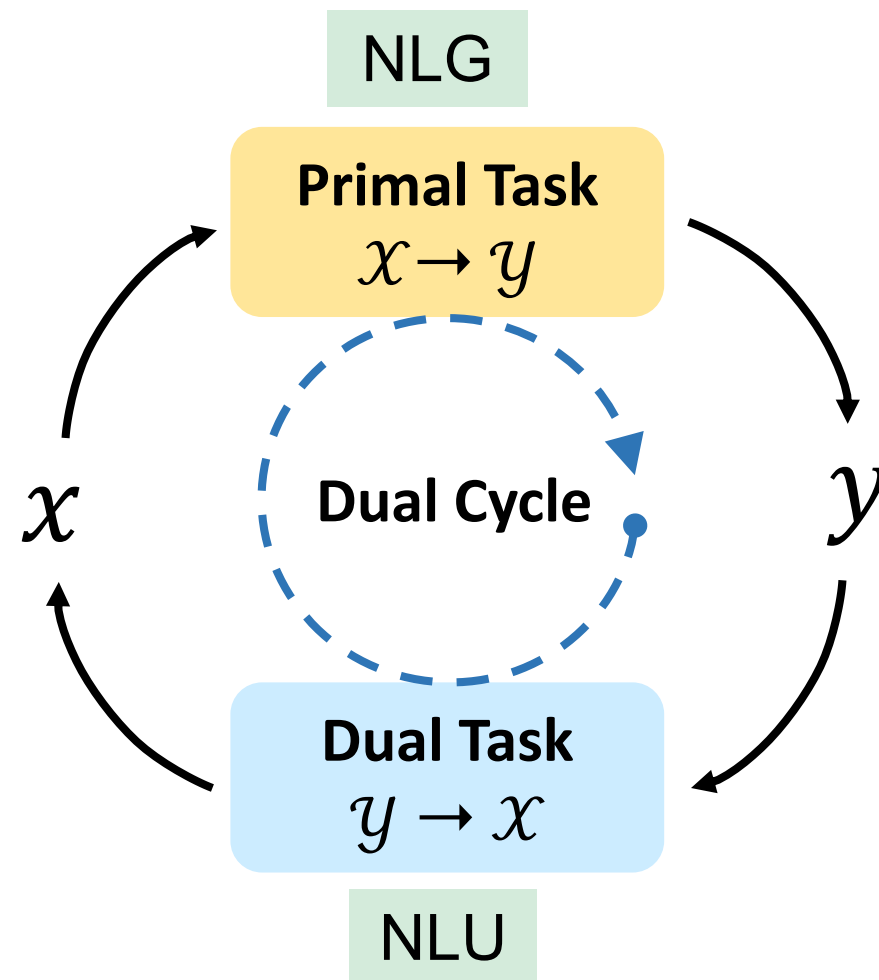 NLG
Primal Task
𝒳 → 𝒴
x
Dual Cycle
y
Dual Task
𝒴 → 𝒳
NLU